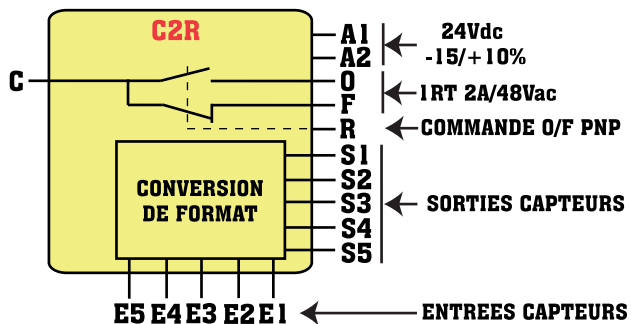 C2R
A1
24Vdc
A2
-15/+10%
C
O
1RT 2A/48Vac
F
R
COMMANDE O/F PNP
S1
CONVERSION
S2
DE FORMAT
S3
SORTIES CAPTEURS
S4
S5
E5 E4 E3 E2 E1
ENTREES CAPTEURS